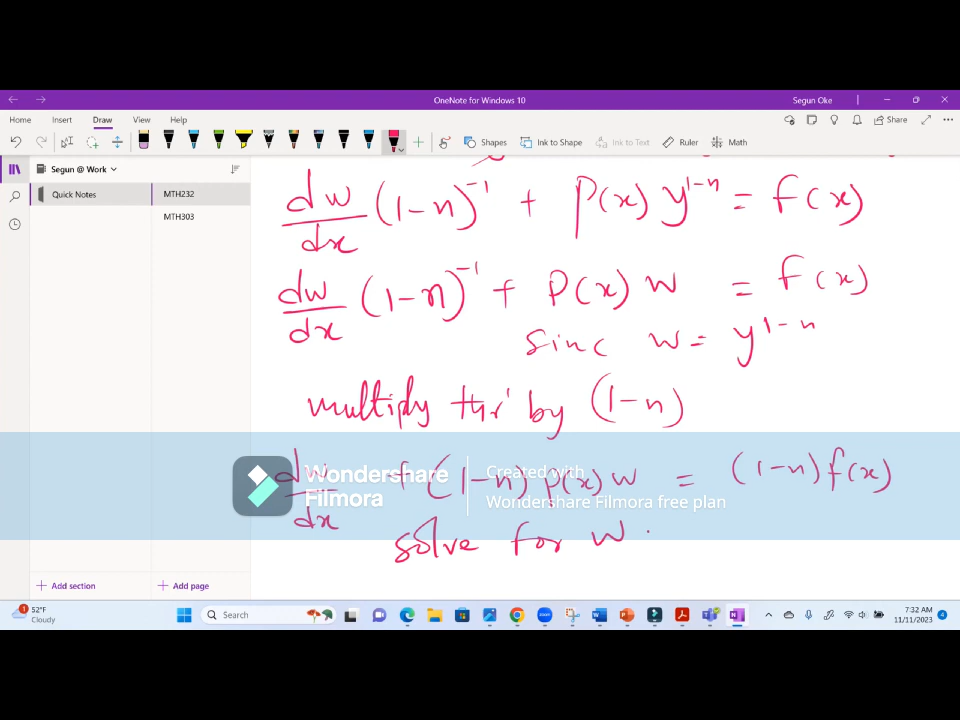 OneNote for Windows 10
Segun Oke
Home Insert Draw View Help
Share
Shapes Ink to Shape Ink to Text Ruler Math
Segun @ Work
Quick Notes
MTH232
MTH303
dw/dx (1-n)^-1 + P(x) y^1-n = f(x)
dw/dx (1-n)^-1 + P(x) w = f(x)
sinc w = y^1-n
multiply thr' by (1-n)
dw/dx + (1-n) p(x) w = (1-n) f(x)
Wondershare
Filmora
Created with
Wondershare Filmora free plan
solve for w.
+ Add section
+ Add page
1
52°F
Cloudy
Search
7:32 AM
11/11/2023
4